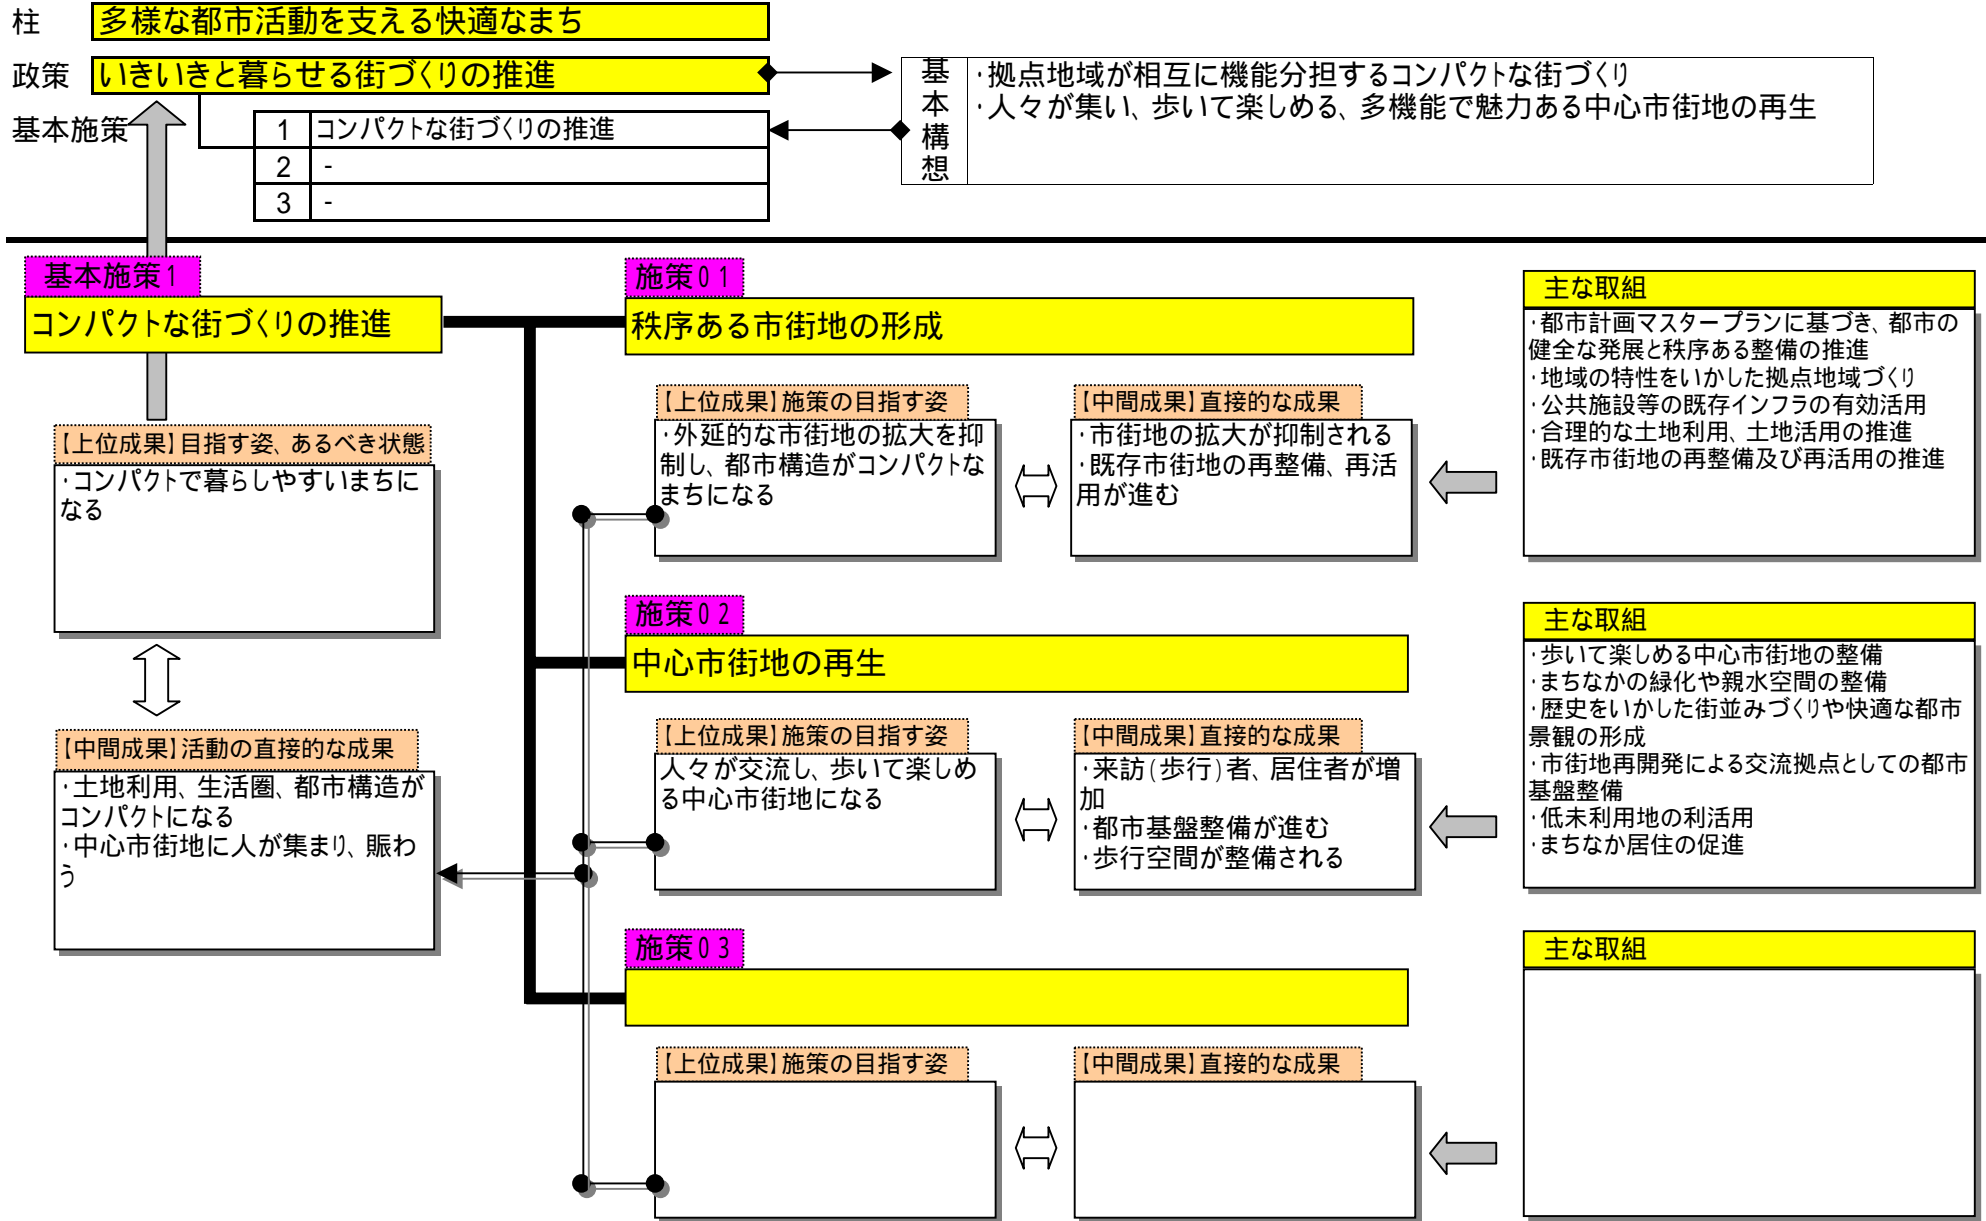 柱
多様な都市活動を支える快適なまち
政策
いきいきと暮らせる街づくりの推進
基本施策
1 コンパクトな街づくりの推進
2 -
3 -
基本構想
・拠点地域が相互に機能分担するコンパクトな街づくり
・人々が集い、歩いて楽しめる、多機能で魅力ある中心市街地の再生
基本施策1
コンパクトな街づくりの推進
【上位成果】目指す姿、あるべき状態
・コンパクトで暮らしやすいまちに
なる
【中間成果】活動の直接的な成果
・土地利用、生活圏、都市構造が
コンパクトになる
・中心市街地に人が集まり、賑わ
う
施策01
秩序ある市街地の形成
【上位成果】施策の目指す姿
・外延的な市街地の拡大を抑
制し、都市構造がコンパクトな
まちになる
【中間成果】直接的な成果
・市街地の拡大が抑制される
・既存市街地の再整備、再活
用が進む
主な取組
・都市計画マスタープランに基づき、都市の
健全な発展と秩序ある整備の推進
・地域の特性をいかした拠点地域づくり
・公共施設等の既存インフラの有効活用
・合理的な土地利用、土地活用の推進
・既存市街地の再整備及び再活用の推進
施策02
中心市街地の再生
【上位成果】施策の目指す姿
人々が交流し、歩いて楽しめ
る中心市街地になる
【中間成果】直接的な成果
・来訪(歩行)者、居住者が増
加
・都市基盤整備が進む
・歩行空間が整備される
主な取組
・歩いて楽しめる中心市街地の整備
・まちなかの緑化や親水空間の整備
・歴史をいかした街並みづくりや快適な都市
景観の形成
・市街地再開発による交流拠点としての都市
基盤整備
・低未利用地の利活用
・まちなか居住の促進
施策03
【上位成果】施策の目指す姿
【中間成果】直接的な成果
主な取組